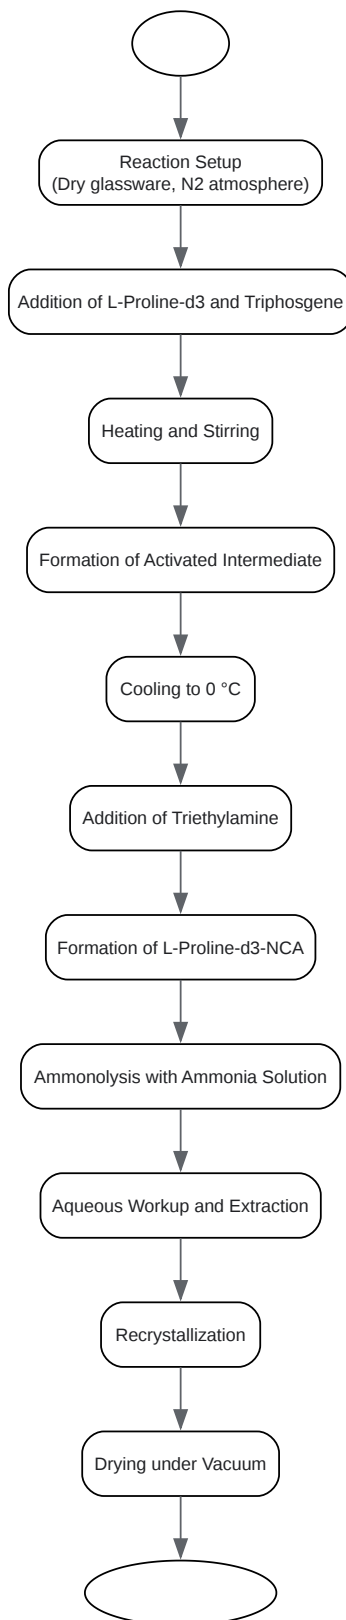 Reaction Setup
(Dry glassware, N2 atmosphere)
Addition of L-Proline-d3 and Triphosgene
Heating and Stirring
Formation of Activated Intermediate
Cooling to 0 °C
Addition of Triethylamine
Formation of L-Proline-d3-NCA
Ammonolysis with Ammonia Solution
Aqueous Workup and Extraction
Recrystallization
Drying under Vacuum